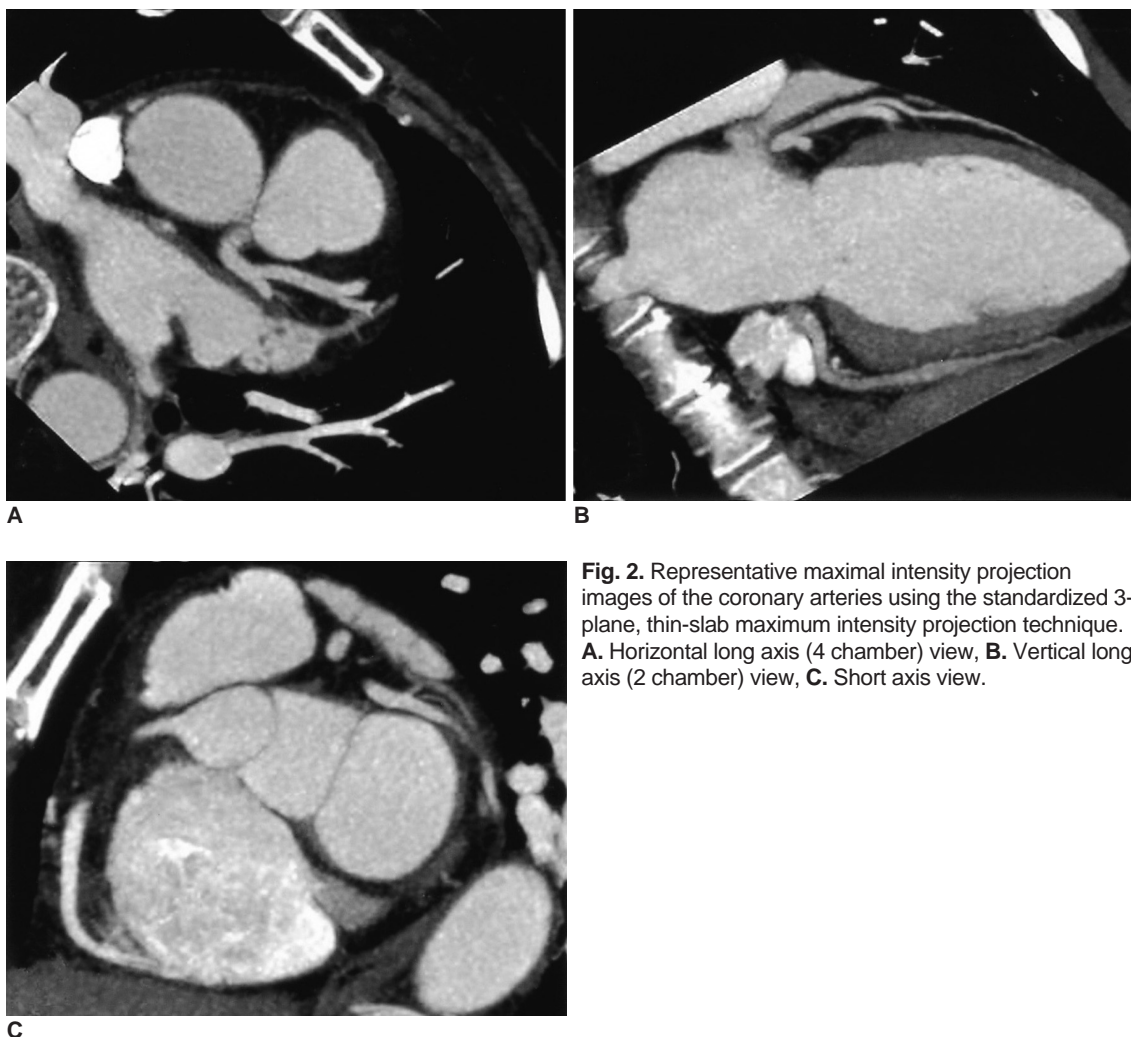 A
B
C
Fig. 2. Representative maximal intensity projection
images of the coronary arteries using the standardized 3-
plane, thin-slab maximum intensity projection technique.
A. Horizontal long axis (4 chamber) view, B. Vertical long
axis (2 chamber) view, C. Short axis view.